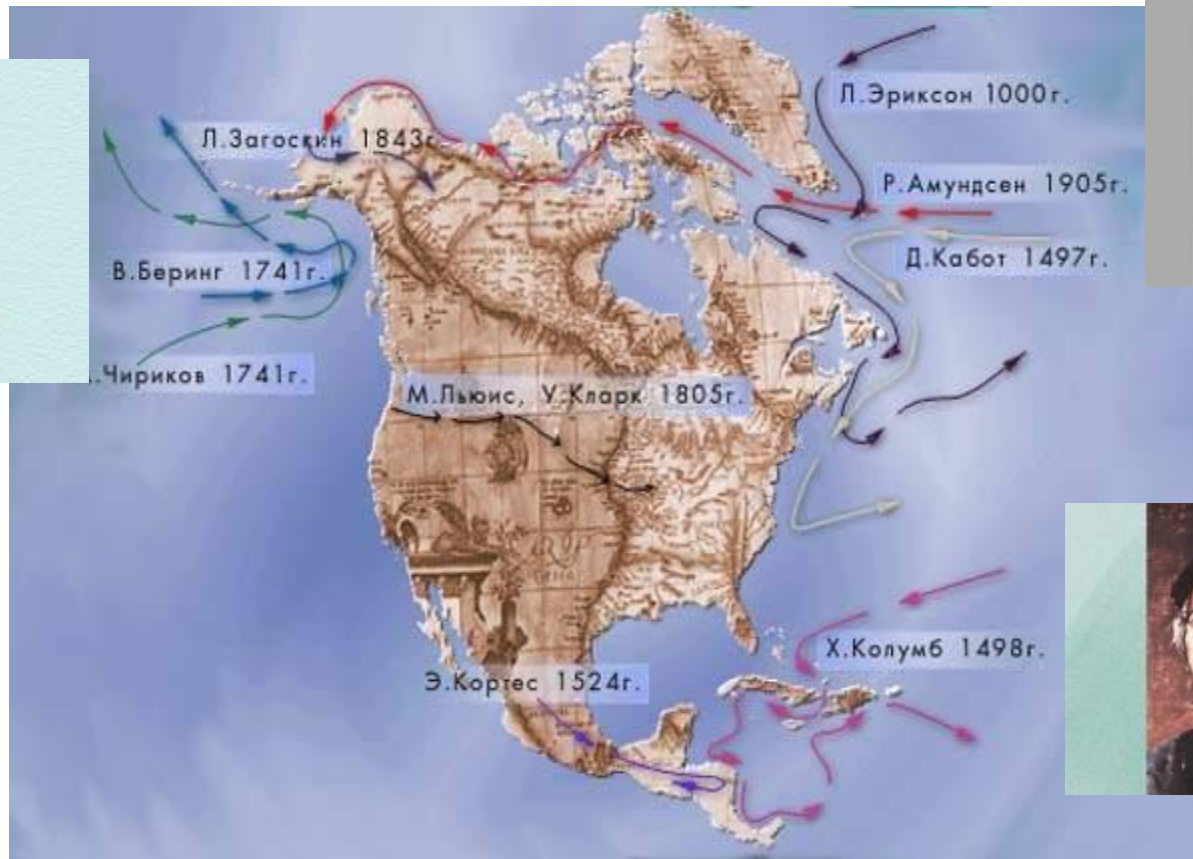 Л.Эриксон 1000г.
Л.Загоскин 1843г.
Р.Амундсен 1905г.
Д.Кабот 1497г.
В.Беринг 1741г.
.Чириков 1741г.
М.Льюис, У.Кларк 1805г.
Х.Колумб 1498г.
Э.Кортес 1524г.